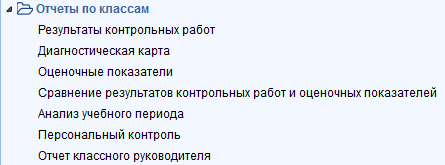 Отчеты по классам
Результаты контрольных работ
Диагностическая карта
Оценочные показатели
Сравнение результатов контрольных работ и оценочных показателей
Анализ учебного периода
Персональный контроль
Отчет классного руководителя